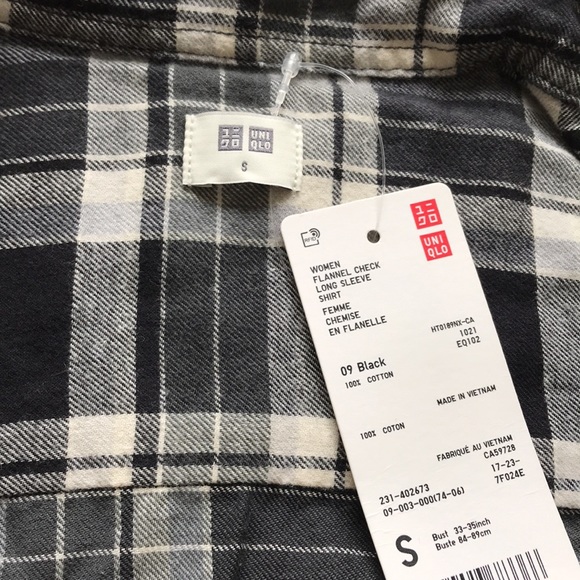 ユニ
クロ
UNI
QLO
S
RFID
ユニ
クロ
UNI
QLO
WOMEN
FLANNEL CHECK
LONG SLEEVE
SHIRT
FEMME
CHEMISE
EN FLANELLE
HT0189NX-CA
1021
EQ102
09 Black
100% COTTON
MADE IN VIETNAM
100% COTON
FABRIQUÉ AU VIETNAM
CA59728
231-402673
17-23-
09-003-000(74-06)
7F024E
S
Bust 33-35inch
Buste 84-89cm